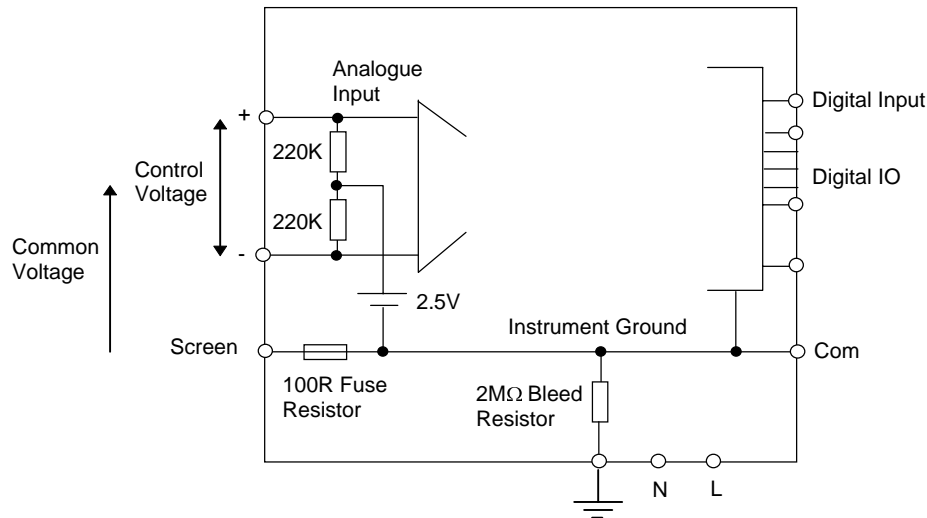 Analogue
Input
+
220K
Control
Voltage
220K
Common
Voltage
-
2.5V
Screen
100R Fuse
Resistor
Instrument Ground
2MΩ Bleed
Resistor
Digital Input
Digital IO
Com
N
L